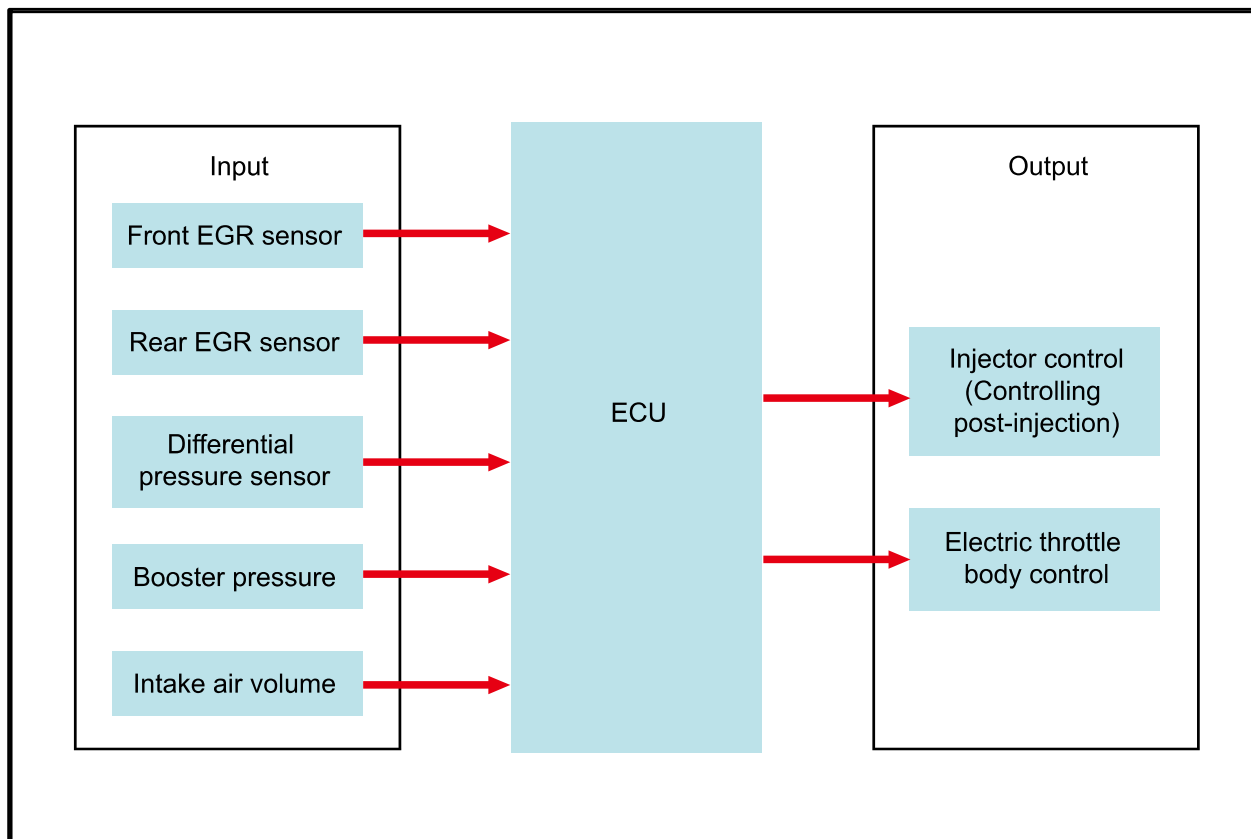 Input
Front EGR sensor
Rear EGR sensor
Differential
pressure sensor
Booster pressure
Intake air volume
ECU
Output
Injector control
(Controlling
post-injection)
Electric throttle
body control